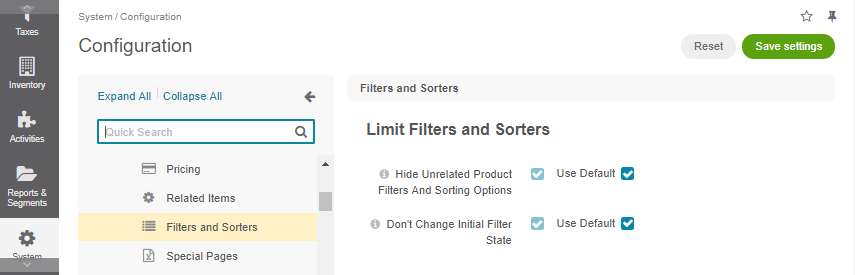 Taxes
Inventory
Activities
Reports &
Segments
System
System / Configuration
Configuration
Reset
Save settings
Expand All
Collapse All
Quick Search
Pricing
Related Items
Filters and Sorters
Special Pages
Filters and Sorters
Limit Filters and Sorters
Hide Unrelated Product
Filters And Sorting Options
Use Default
Don't Change Initial Filter
State
Use Default